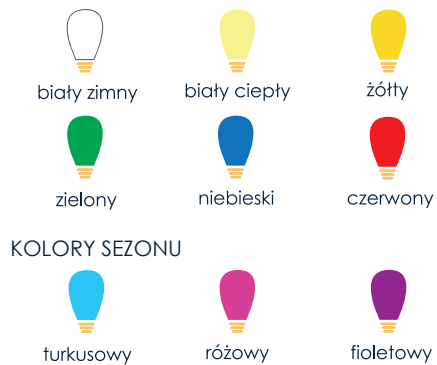 biały zimny
biały ciepły
żółty
zielony
niebieski
czerwony
KOLORY SEZONU
turkusowy
różowy
fioletowy